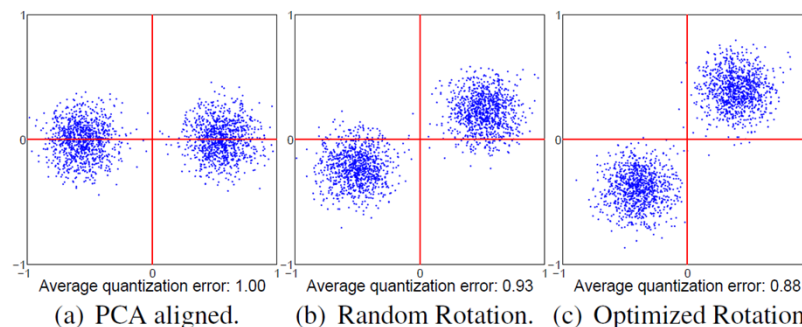 1
0
−1
−1 0 1
Average quantization error: 1.00
(a) PCA aligned.
1
0
−1
−1 0 1
Average quantization error: 0.93
(b) Random Rotation.
1
0
−1
−1 0
Average quantization error: 0.88
(c) Optimized Rotation